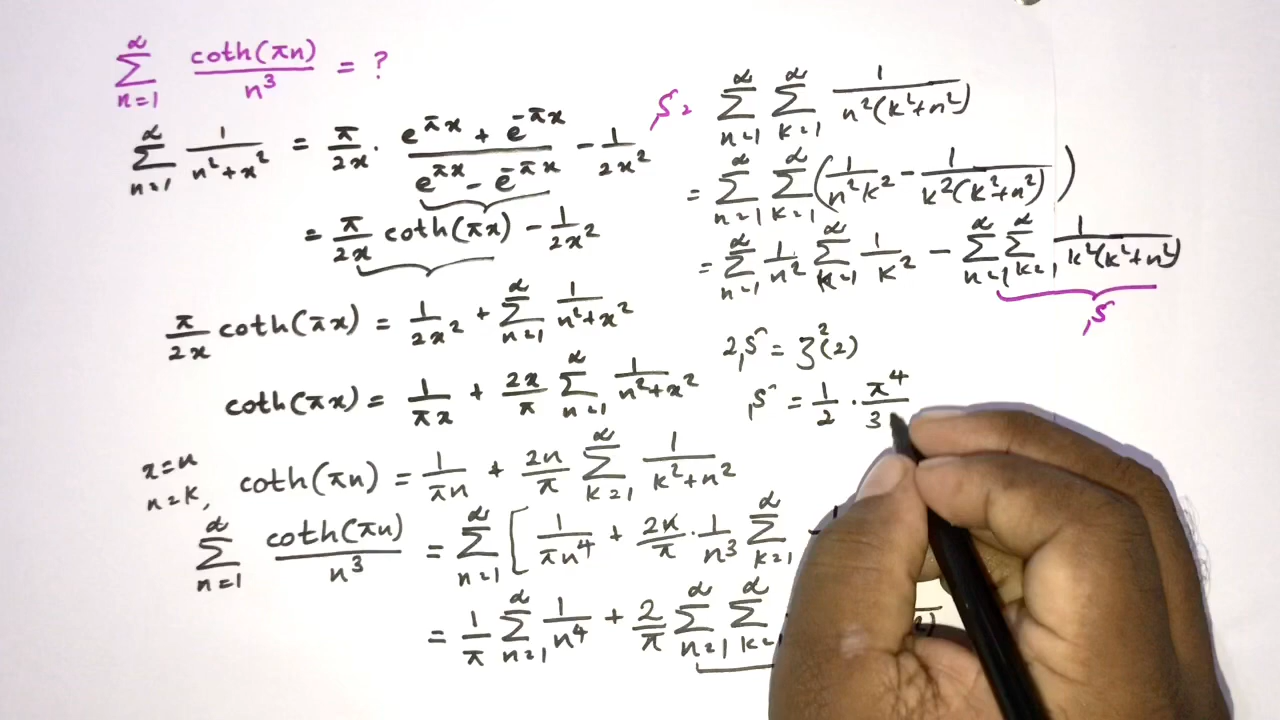 ∑_{n=1}^{∝} coth(πn)/n³ = ?
∑_{n=1}^{∝} 1/(n²+x²) = π/2x · (e^{πx} + e^{-πx})/(e^{πx} - e^{-πx}) - 1/2x²
= π/2x coth(πx) - 1/2x²
π/2x coth(πx) = 1/2x² + ∑_{n=1}^{∝} 1/(n²+x²)
coth(πx) = 1/πx + 2x/π ∑_{n=1}^{∝} 1/(n²+x²)
x=n
n=k, coth(πn) = 1/πn + 2n/π ∑_{k=1}^{∝} 1/(k²+n²)
∑_{n=1}^{∝} coth(πn)/n³ = ∑_{n=1}^{∝} [ 1/πn⁴ + 2n/π · 1/n³ ∑_{k=1}^{∝}
= 1/π ∑_{n=1}^{∝} 1/n⁴ + 2/π ∑_{n=1}^{∝} ∑_{k=1}^{∝}
S = ∑_{n=1}^{∝} ∑_{k=1}^{∝} 1/(n²(k²+n²))
= ∑_{n=1}^{∝} ∑_{k=1}^{∝} (1/(n²k²) - 1/(k²(k²+n²)))
= ∑_{n=1}^{∝} 1/n² ∑_{k=1}^{∝} 1/k² - ∑_{n=1}^{∝} ∑_{k=1}^{∝} 1/(k²(k²+n²))
S
2S = ζ²(2)
S = 1/2 · π⁴/3